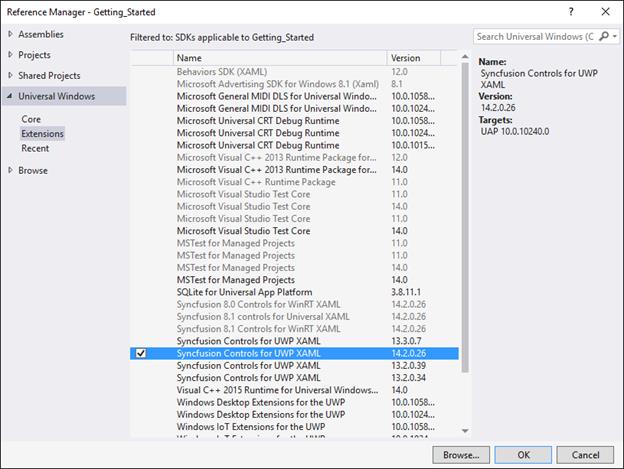 Reference Manager - Getting_Started
Assemblies
Projects
Shared Projects
Universal Windows
Core
Extensions
Recent
Browse
Filtered to: SDKs applicable to Getting_Started
Name Version
Behaviors SDK (XAML) 12.0
Microsoft Advertising SDK for Windows 8.1 (Xaml) 8.1
Microsoft General MIDI DLS for Universal Windo... 10.0.1058...
Microsoft General MIDI DLS for Universal Windo... 10.0.1024...
Microsoft Universal CRT Debug Runtime 10.0.1058...
Microsoft Universal CRT Debug Runtime 10.0.1024...
Microsoft Universal CRT Debug Runtime 10.0.1015...
Microsoft Visual C++ 2013 Runtime Package for... 12.0
Microsoft Visual C++ 2013 Runtime Package for... 14.0
Microsoft Visual C++ Runtime Package 11.0
Microsoft Visual Studio Test Core 11.0
Microsoft Visual Studio Test Core 11.0
Microsoft Visual Studio Test Core 14.0
MSTest for Managed Projects 11.0
MSTest for Managed Projects 11.0
MSTest for Managed Projects 14.0
SQLite for Universal App Platform 3.8.11.1
Syncfusion 8.0 Controls for WinRT XAML 14.2.0.26
Syncfusion 8.1 controls for Universal XAML 14.2.0.26
Syncfusion 8.1 Controls for WinRT XAML 14.2.0.26
Syncfusion Controls for UWP XAML 13.3.0.7
Syncfusion Controls for UWP XAML 14.2.0.26
Syncfusion Controls for UWP XAML 13.2.0.39
Syncfusion Controls for UWP XAML 13.2.0.34
Visual C++ 2015 Runtime for Universal Windows... 14.0
Windows Desktop Extensions for the UWP 10.0.1058...
Windows Desktop Extensions for the UWP 10.0.1024...
Windows IoT Extensions for the UWP 10.0.1058...
Windows IoT Extensions for the UWP 10.0.1024...
Search Universal Windows (C
Name:
Syncfusion Controls for UWP
XAML
Version:
14.2.0.26
Targets:
UAP 10.0.10240.0
Browse...
OK
Cancel